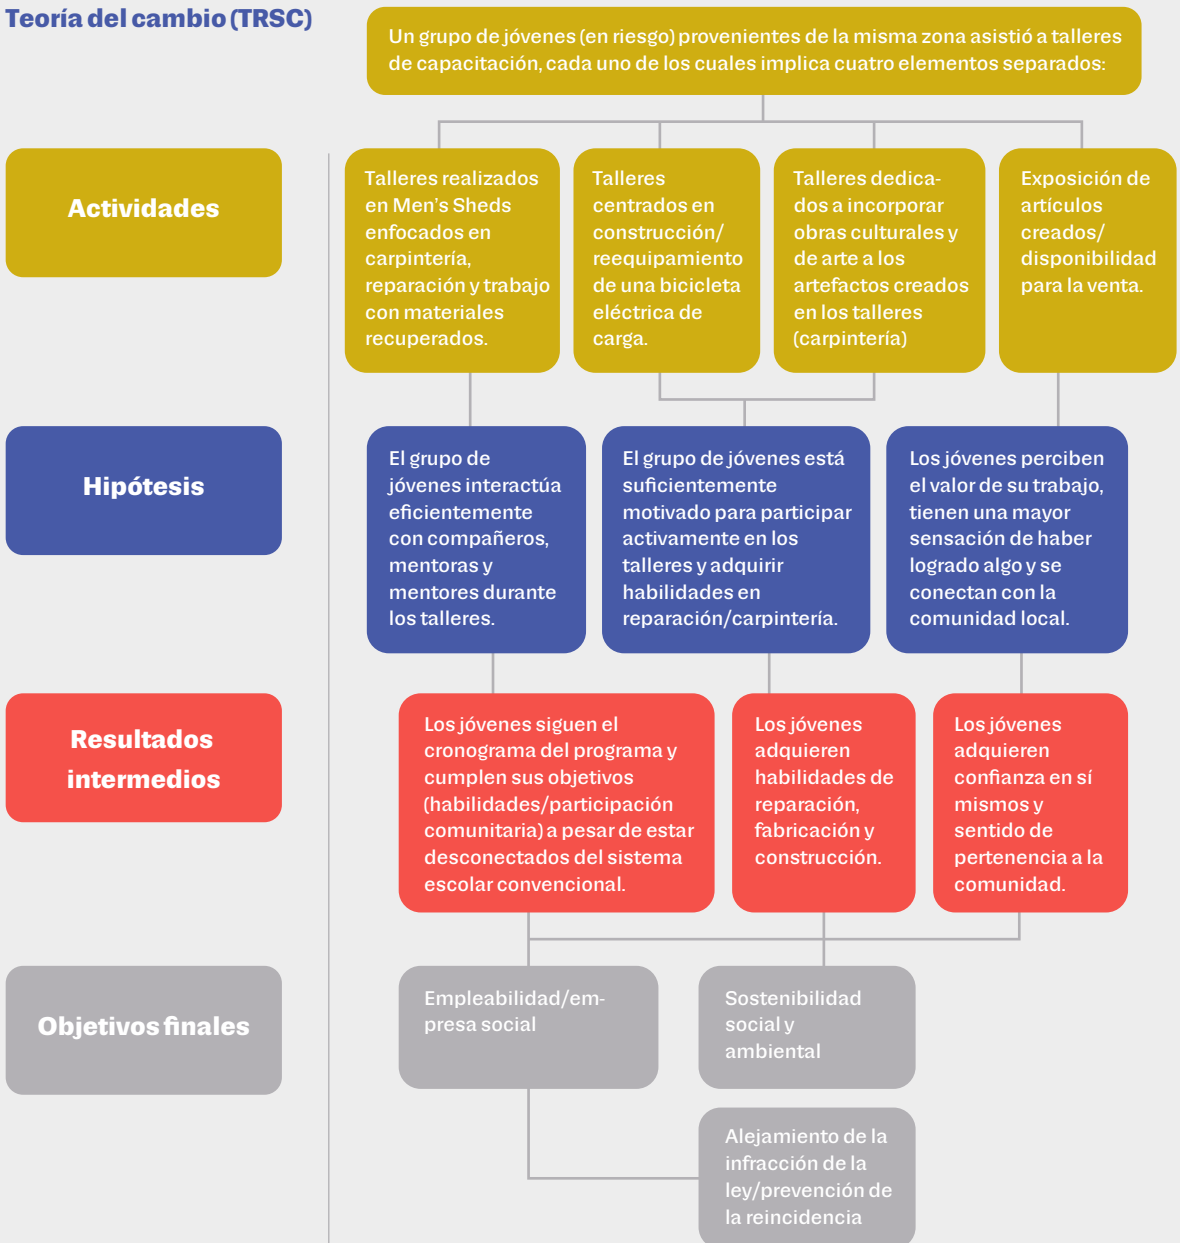 Teoría del cambio (TRSC)
Un grupo de jóvenes (en riesgo) provenientes de la misma zona asistió a talleres
de capacitación, cada uno de los cuales implica cuatro elementos separados:
Actividades
Talleres realizados
en Men’s Sheds
enfocados en
carpintería,
reparación y trabajo
con materiales
recuperados.
Talleres
centrados en
construcción/
reequipamiento
de una bicicleta
eléctrica de
carga.
Talleres dedica-
dos a incorporar
obras culturales y
de arte a los
artefactos creados
en los talleres
(carpintería)
Exposición de
artículos
creados/
disponibilidad
para la venta.
Hipótesis
El grupo de
jóvenes interactúa
eficientemente
con compañeros,
mentoras y
mentores durante
los talleres.
El grupo de jóvenes está
suficientemente
motivado para participar
activamente en los
talleres y adquirir
habilidades en
reparación/carpintería.
Los jóvenes perciben
el valor de su trabajo,
tienen una mayor
sensación de haber
logrado algo y se
conectan con la
comunidad local.
Resultados
intermedios
Los jóvenes siguen el
cronograma del programa y
cumplen sus objetivos
(habilidades/participación
comunitaria) a pesar de estar
desconectados del sistema
escolar convencional.
Los jóvenes
adquieren
habilidades de
reparación,
fabricación y
construcción.
Los jóvenes
adquieren
confianza en sí
mismos y
sentido de
pertenencia a la
comunidad.
Objetivos finales
Empleabilidad/em-
presa social
Sostenibilidad
social y
ambiental
Alejamiento de la
infracción de la
ley/prevención de
la reincidencia